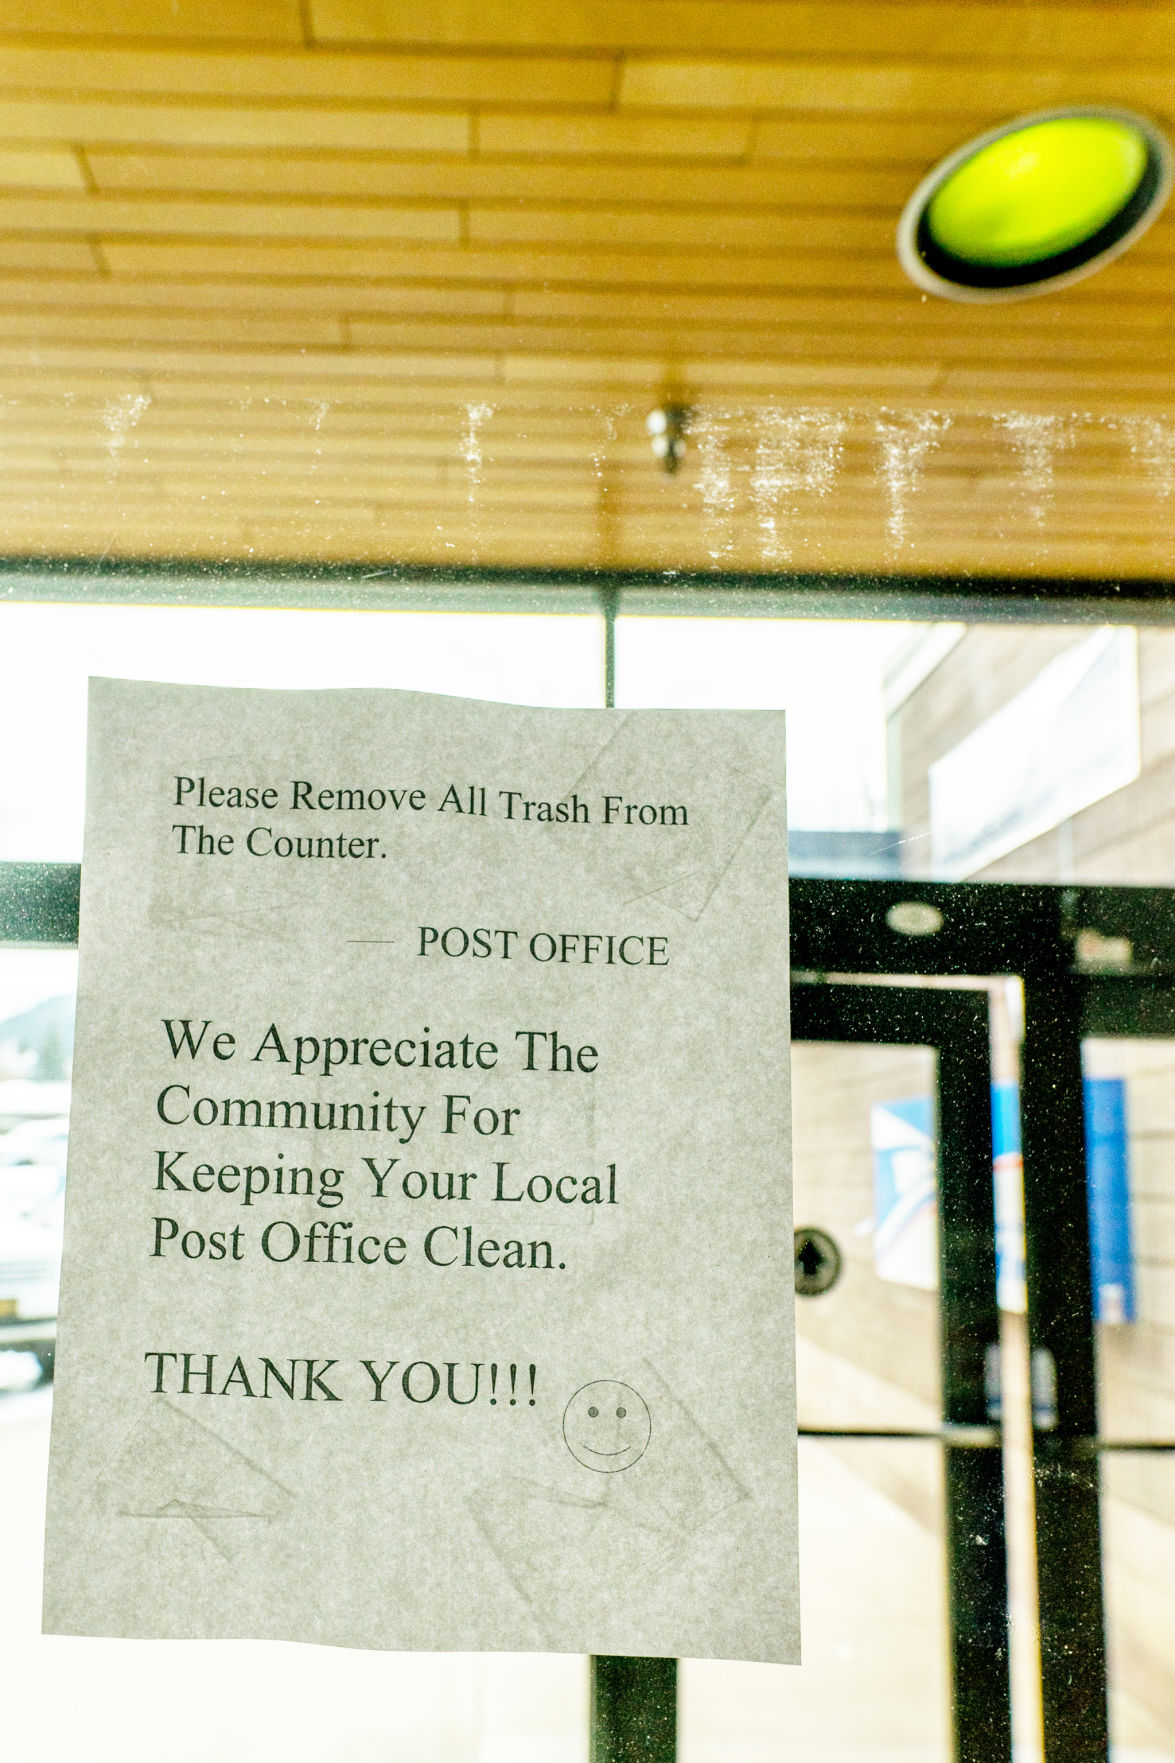 Please Remove All Trash From
The Counter.
— POST OFFICE
We Appreciate The
Community For
Keeping Your Local
Post Office Clean.
THANK YOU!!!